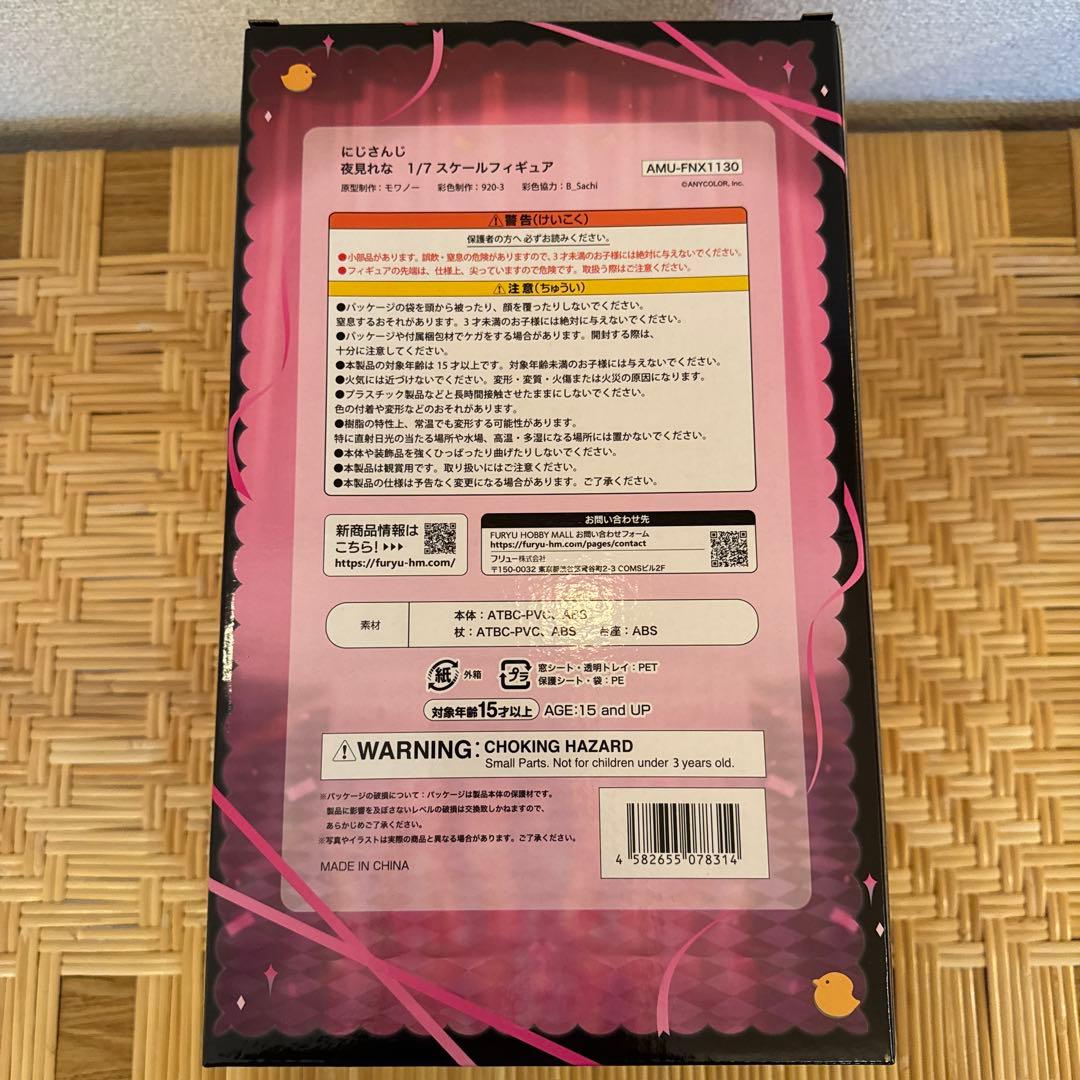 にじさんじ
夜見れな 1/7 スケールフィギュア
AMU-FNX1130
原型制作：モワノー 彩色制作：920-3 彩色協力：B_Sachi
©ANYCOLOR, Inc.
⚠警告(けいこく)
保護者の方へ必ずお読みください。
●小部品があります。誤飲・窒息の危険がありますので、3才未満のお子様には絶対に与えないでください。
●フィギュアの先端は、仕様上、尖っていますので危険です。取扱う際はご注意ください。
⚠注意(ちゅうい)
●パッケージの袋を頭から被ったり、顔を覆ったりしないでください。
窒息するおそれがあります。3才未満のお子様には絶対に与えないでください。
●パッケージや付属梱包材でケガをする場合があります。開封する際は、
十分に注意してください。
●本製品の対象年齢は15才以上です。対象年齢未満のお子様には与えないでください。
●火気には近づけないでください。変形・変質・火傷または火災の原因になります。
●プラスチック製品などと長時間接触させたままにしないでください。
色の付着や変形などのおそれがあります。
●樹脂の特性上、常温でも変形する可能性があります。
特に直射日光の当たる場所や水場、高温・多湿になる場所には置かないでください。
●本体や装飾品を強くひっぱったり曲げたりしないでください。
●本製品は観賞用です。取り扱いにはご注意ください。
●本製品の仕様は予告なく変更になる場合があります。ご了承ください。
新商品情報は
こちら！▸▸▸
https://furyu-hm.com/
お問い合わせ先
FURYU HOBBY MALL お問い合わせフォーム
https://furyu-hm.com/pages/contact
フリュー株式会社
〒150-0032 東京都渋谷区鶯谷町2-3 COMSビル2F
素材
本体：ATBC-PVC、ABS
杖：ATBC-PVC、ABS 台座：ABS
紙 外箱
プラ 窓シート・透明トレイ：PET
保護シート・袋：PE
対象年齢15才以上 AGE:15 and UP
⚠WARNING: CHOKING HAZARD
Small Parts. Not for children under 3 years old.
※パッケージの破損について：パッケージは製品本体の保護材です。
製品に影響を及ぼさないレベルの破損は交換致しかねますので、
あらかじめご了承ください。
※写真やイラストは実際の商品と異なる場合があります。ご了承ください。
MADE IN CHINA
4 582655 078314